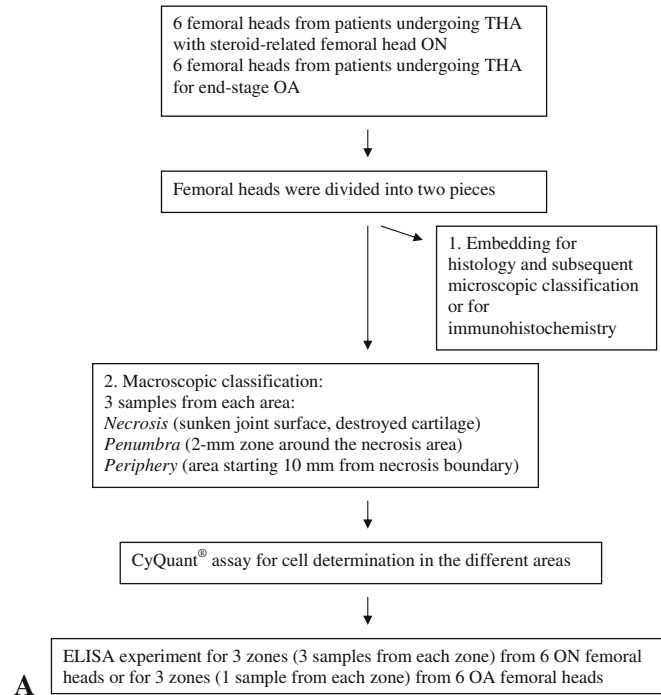 6 femoral heads from patients undergoing THA
with steroid-related femoral head ON
6 femoral heads from patients undergoing THA
for end-stage OA
Femoral heads were divided into two pieces
1. Embedding for
histology and subsequent
microscopic classification
or for
immunohistochemistry
2. Macroscopic classification:
3 samples from each area:
Necrosis (sunken joint surface, destroyed cartilage)
Penumbra (2-mm zone around the necrosis area)
Periphery (area starting 10 mm from necrosis boundary)
CyQuant® assay for cell determination in the different areas
ELISA experiment for 3 zones (3 samples from each zone) from 6 ON femoral
heads or for 3 zones (1 sample from each zone) from 6 OA femoral heads
A